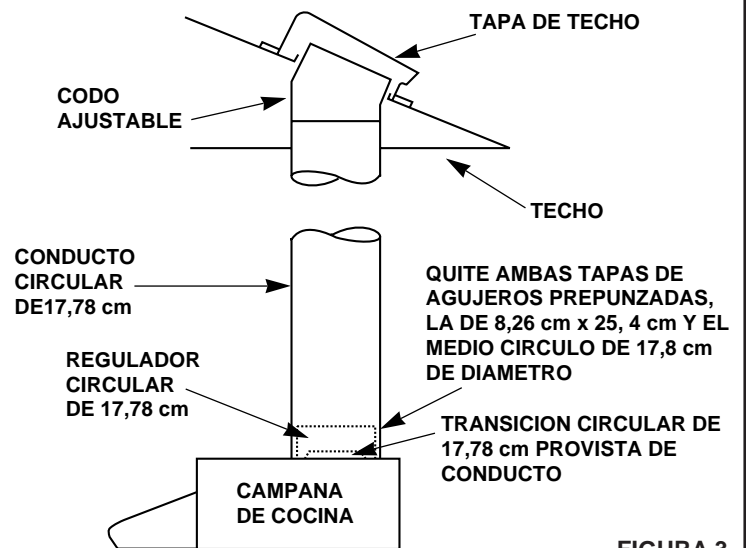 TAPA DE TECHO
CODO
AJUSTABLE
TECHO
CONDUCTO
CIRCULAR
DE17,78 cm
QUITE AMBAS TAPAS DE
AGUJEROS PREPUNZADAS,
LA DE 8,26 cm x 25, 4 cm Y EL
MEDIO CIRCULO DE 17,8 cm
DE DIAMETRO
REGULADOR
CIRCULAR
DE 17,78 cm
TRANSICION CIRCULAR DE
17,78 cm PROVISTA DE
CONDUCTO
CAMPANA
DE COCINA
FIGURA 3